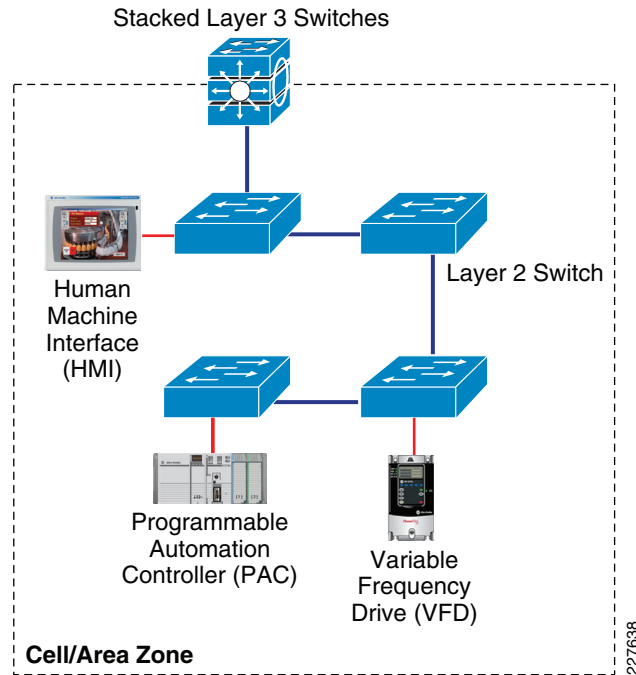 Stacked Layer 3 Switches
Human
Machine
Interface
(HMI)
Layer 2 Switch
Programmable
Automation
Controller (PAC)
Variable
Frequency
Drive (VFD)
Cell/Area Zone
227638